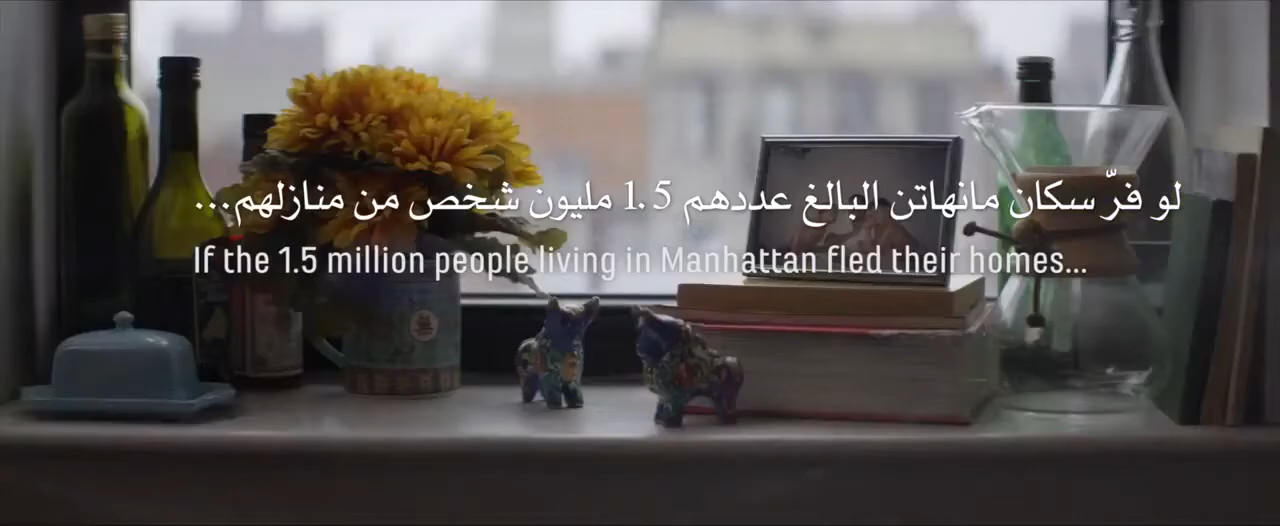 لو فرّ سكان مانهاتن البالغ عددهم 1.5 مليون شخص من منازلهم...
If the 1.5 million people living in Manhattan fled their homes...